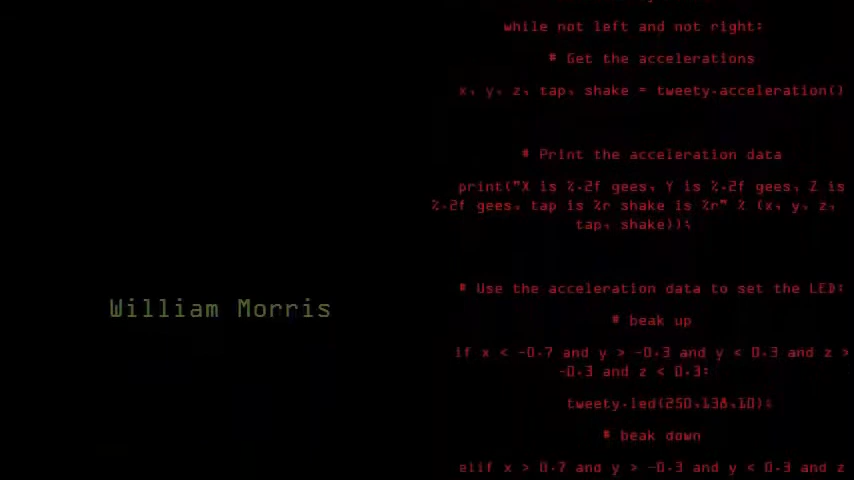 while not left and not right:
# Get the accelerations
x, y, z, tap, shake = tweety.acceleration()
# Print the acceleration data
print("X is %.2f gees, Y is %.2f gees, Z is
%.2f gees, tap is %r shake is %r" % (x, y, z,
tap, shake));
William Morris
# Use the acceleration data to set the LED:
# beak up
if x < -0.7 and y > -0.3 and y < 0.3 and z >
-0.3 and z < 0.3:
tweety.led(250,138,10);
# beak down
elif x > 0.7 and y > -0.3 and y < 0.3 and z